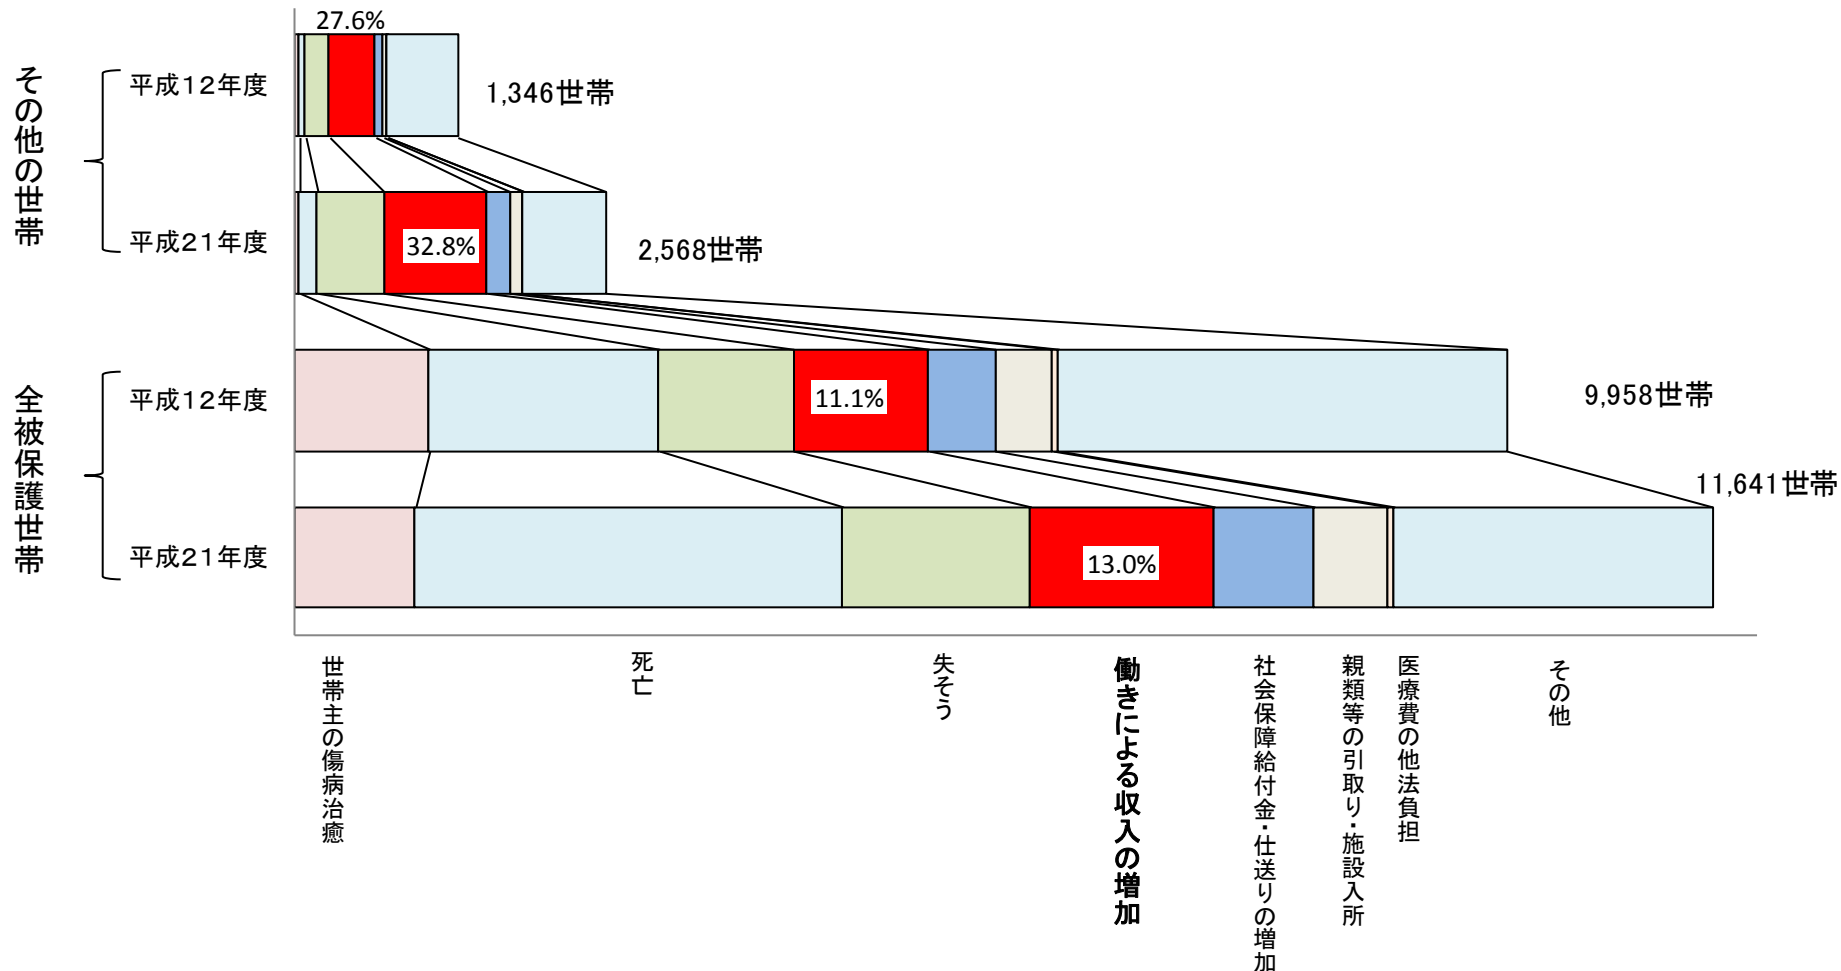 その他の世帯
27.6%
平成12年度
1,346世帯
平成21年度
32.8%
2,568世帯
全被保護世帯
平成12年度
11.1%
9,958世帯
11,641世帯
平成21年度
13.0%
世帯主の傷病治癒
死亡
失そう
働きによる収入の増加
社会保障給付金・仕送りの増加
親類等の引取り・施設入所
医療費の他法負担
その他